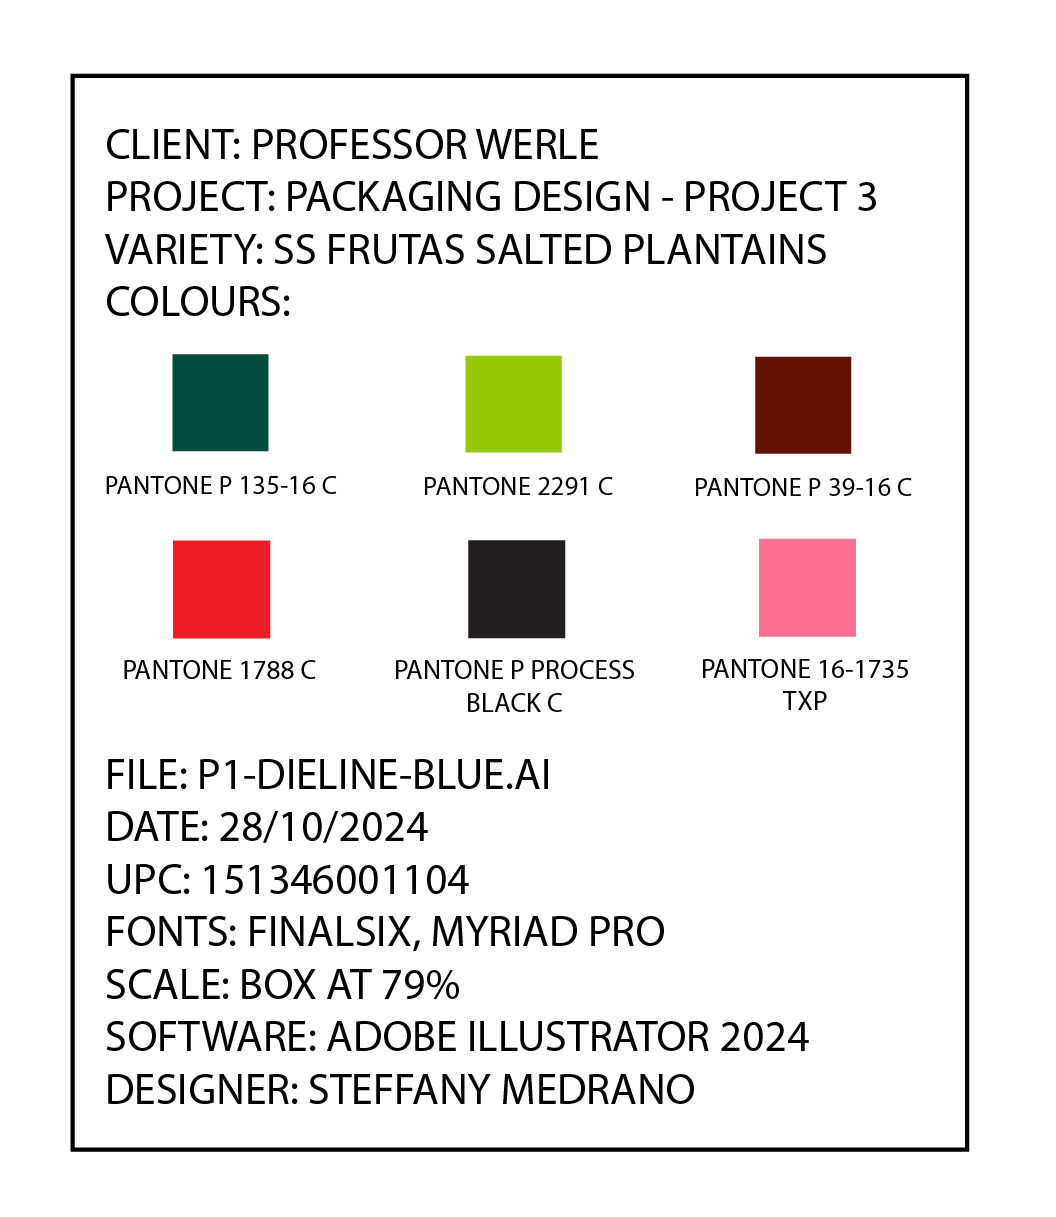 CLIENT: PROFESSOR WERLE
PROJECT: PACKAGING DESIGN - PROJECT 3
VARIETY: SS FRUTAS SALTED PLANTAINS
COLOURS:
PANTONE P 135-16 C
PANTONE 2291 C
PANTONE P 39-16 C
PANTONE 1788 C
PANTONE P PROCESS
BLACK C
PANTONE 16-1735
TXP
FILE: P1-DIELINE-BLUE.AI
DATE: 28/10/2024
UPC: 151346001104
FONTS: FINALSIX, MYRIAD PRO
SCALE: BOX AT 79%
SOFTWARE: ADOBE ILLUSTRATOR 2024
DESIGNER: STEFFANY MEDRANO